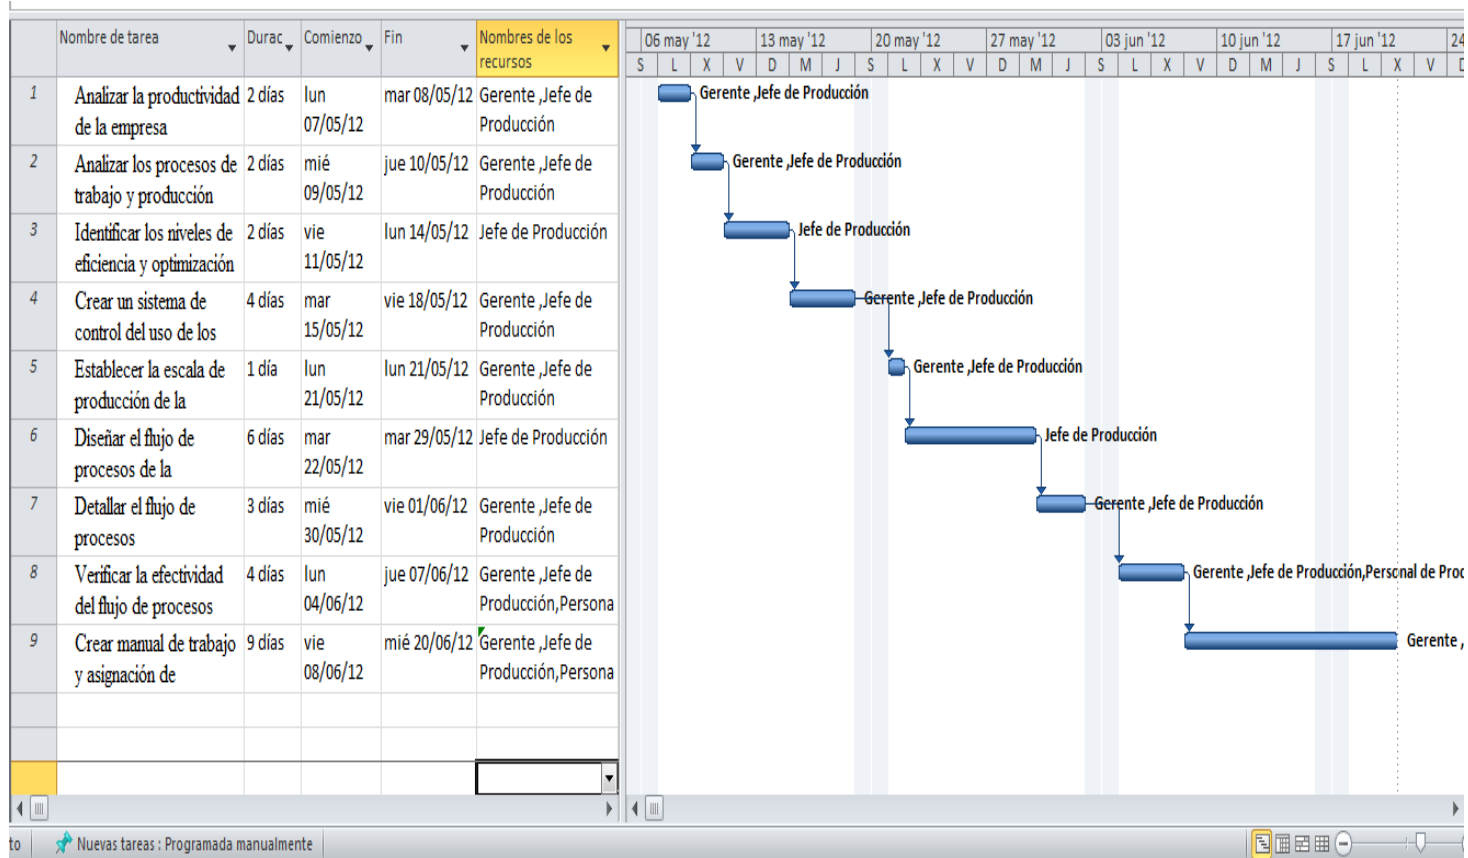 Nombre de tarea Durac Comienzo Fin Nombres de los
recursos
06 may '12 13 may '12 20 may '12 27 may '12 03 jun '12 10 jun '12 17 jun '12 24
S L X V D M J S L X V D M J S L X V D M J S L X V D
1 Analizar la productividad 2 días lun mar 08/05/12 Gerente ,Jefe de
de la empresa 07/05/12 Producción
Gerente ,Jefe de Producción
2 Analizar los procesos de 2 días mié jue 10/05/12 Gerente ,Jefe de
trabajo y producción 09/05/12 Producción
Gerente ,Jefe de Producción
3 Identificar los niveles de 2 días vie lun 14/05/12 Jefe de Producción
eficiencia y optimización 11/05/12
Jefe de Producción
4 Crear un sistema de 4 días mar vie 18/05/12 Gerente ,Jefe de
control del uso de los 15/05/12 Producción
Gerente ,Jefe de Producción
5 Establecer la escala de 1 día lun lun 21/05/12 Gerente ,Jefe de
producción de la 21/05/12 Producción
Gerente ,Jefe de Producción
6 Diseñar el flujo de 6 días mar mar 29/05/12 Jefe de Producción
procesos de la 22/05/12
Jefe de Producción
7 Detallar el flujo de 3 días mié vie 01/06/12 Gerente ,Jefe de
procesos 30/05/12 Producción
Gerente ,Jefe de Producción
8 Verificar la efectividad 4 días lun jue 07/06/12 Gerente ,Jefe de
del flujo de procesos 04/06/12 Producción,Persona
Gerente ,Jefe de Producción,Personal de Proc
9 Crear manual de trabajo 9 días vie mié 20/06/12 Gerente ,Jefe de
y asignación de 08/06/12 Producción,Persona
Gerente ,
to Nuevas tareas : Programada manualmente